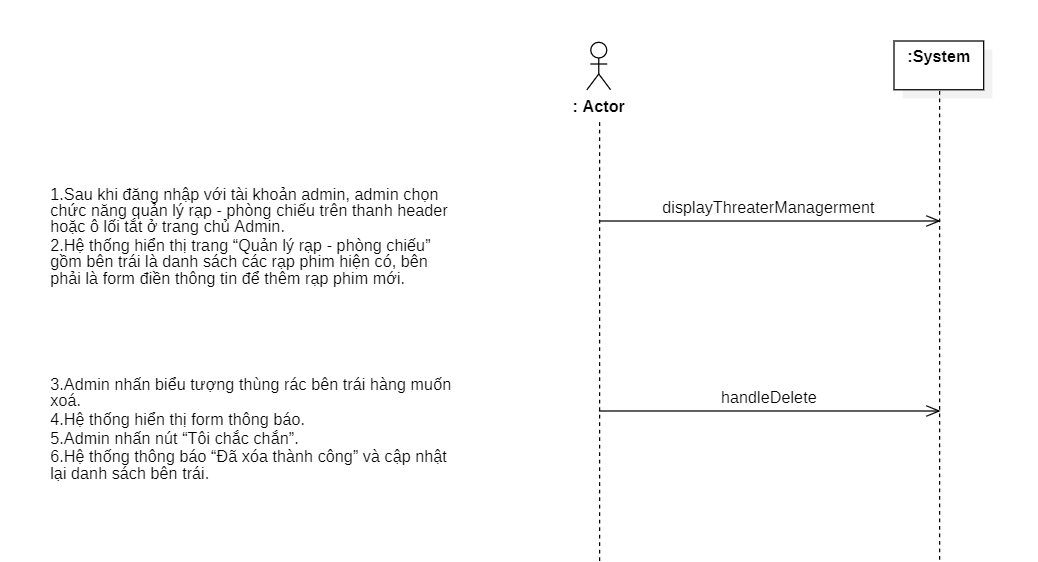 :System
: Actor
1.Sau khi đăng nhập với tài khoản admin, admin chọn
chức năng quản lý rạp - phòng chiếu trên thanh header
hoặc ô lối tắt ở trang chủ Admin.
2.Hệ thống hiển thị trang “Quản lý rạp - phòng chiếu”
gồm bên trái là danh sách các rạp phim hiện có, bên
phải là form điền thông tin để thêm rạp phim mới.
displayThreaterManagerment
3.Admin nhấn biểu tượng thùng rác bên trái hàng muốn
xoá.
4.Hệ thống hiển thị form thông báo.
5.Admin nhấn nút “Tôi chắc chắn”.
6.Hệ thống thông báo “Đã xóa thành công” và cập nhật
lại danh sách bên trái.
handleDelete